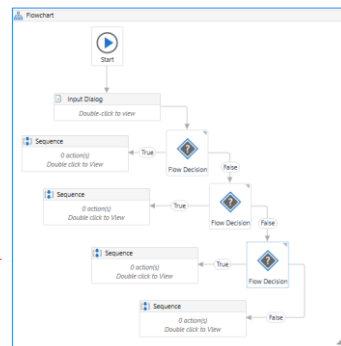 Flowchart
Start
Input Dialog
Double-click to view
Sequence
0 action(s)
Double click to View
True
Flow Decision
False
Sequence
0 action(s)
Double click to View
True
Flow Decision
False
Sequence
0 action(s)
Double click to View
True
Flow Decision
Sequence
0 action(s)
Double click to View
False